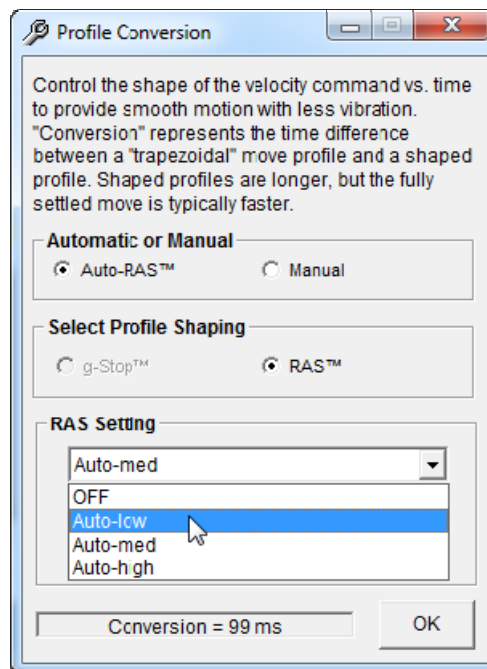 Profile Conversion
Control the shape of the velocity command vs. time
to provide smooth motion with less vibration.
"Conversion" represents the time difference
between a "trapezoidal" move profile and a shaped
profile. Shaped profiles are longer, but the fully
settled move is typically faster.
Automatic or Manual
Auto-RAS™ Manual
Select Profile Shaping
g-Stop™ RAS™
RAS Setting
Auto-med
OFF
Auto-low
Auto-med
Auto-high
Conversion = 99 ms OK